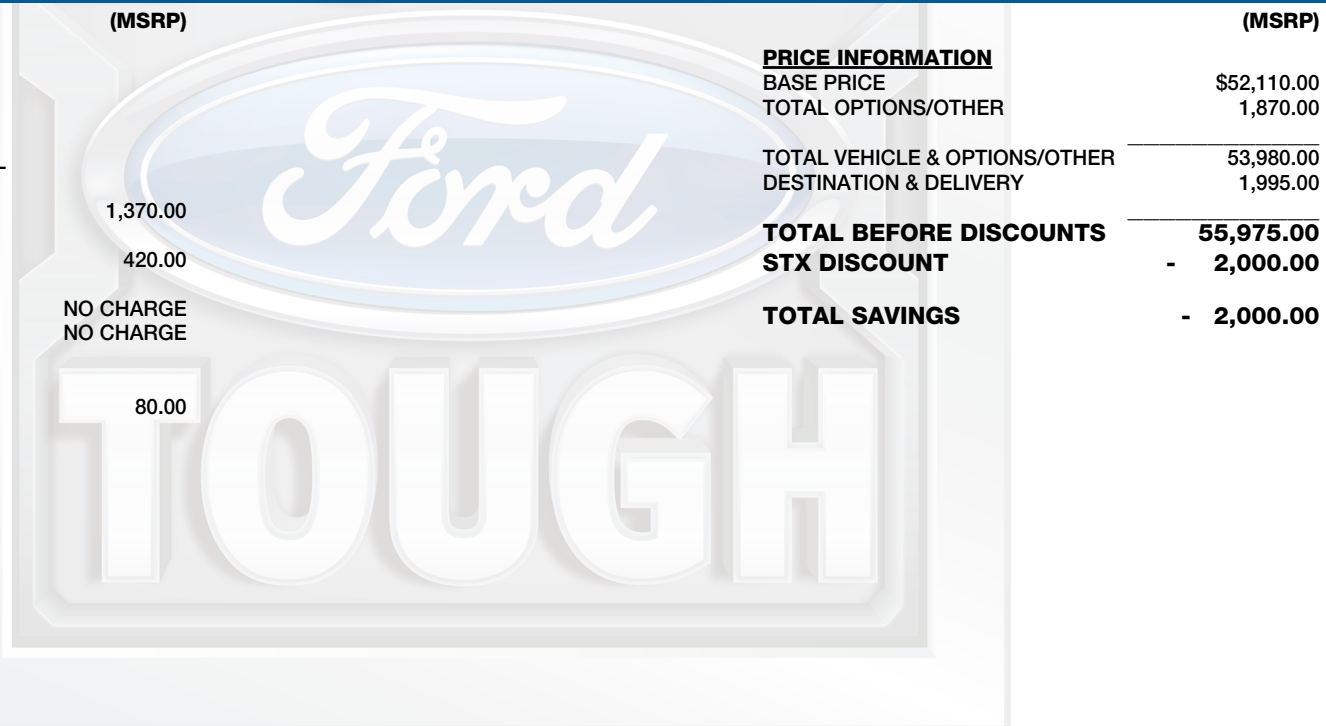 (MSRP)
1,370.00
420.00
NO CHARGE
NO CHARGE
80.00
(MSRP)
PRICE INFORMATION
BASE PRICE $52,110.00
TOTAL OPTIONS/OTHER 1,870.00
TOTAL VEHICLE & OPTIONS/OTHER 53,980.00
DESTINATION & DELIVERY 1,995.00
TOTAL BEFORE DISCOUNTS 55,975.00
STX DISCOUNT - 2,000.00
TOTAL SAVINGS - 2,000.00
Ford
TOUGH